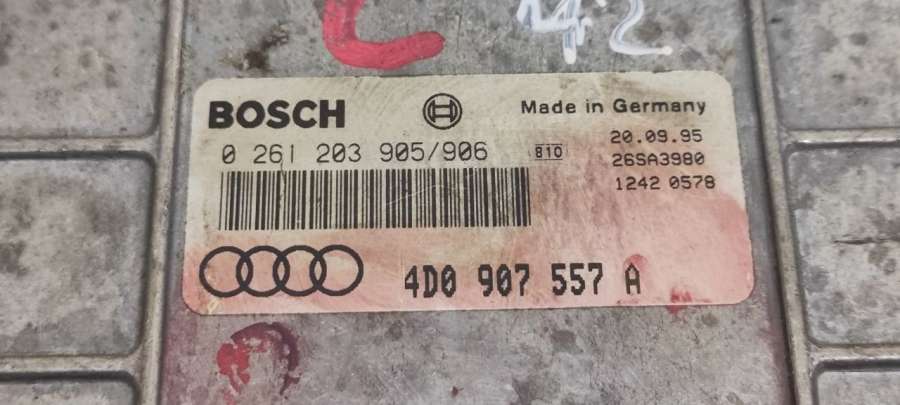 C 42
BOSCH
Made in Germany
0 261 203 905/906
810
20.09.95
26SA3980
1242 0578
4D0 907 557 A